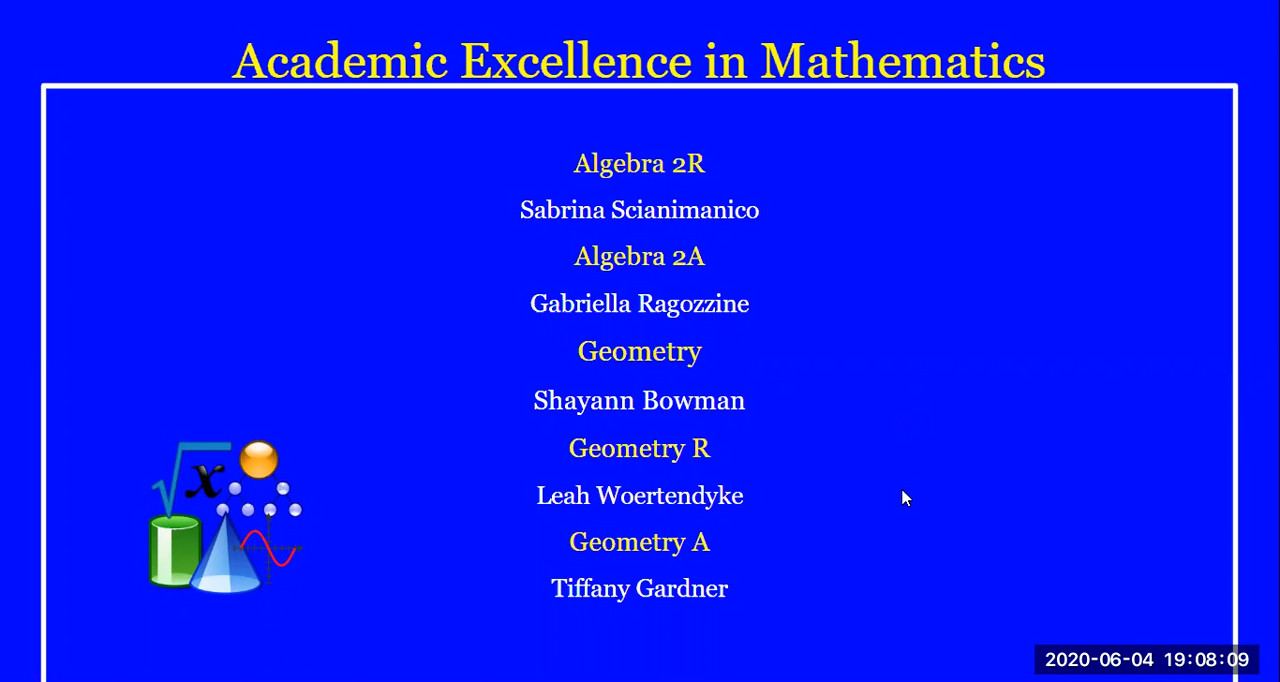 Academic Excellence in Mathematics
Algebra 2R
Sabrina Scianimanico
Algebra 2A
Gabriella Ragozzine
Geometry
Shayann Bowman
Geometry R
Leah Woertendyke
Geometry A
Tiffany Gardner
x
2020-06-04 19:08:09